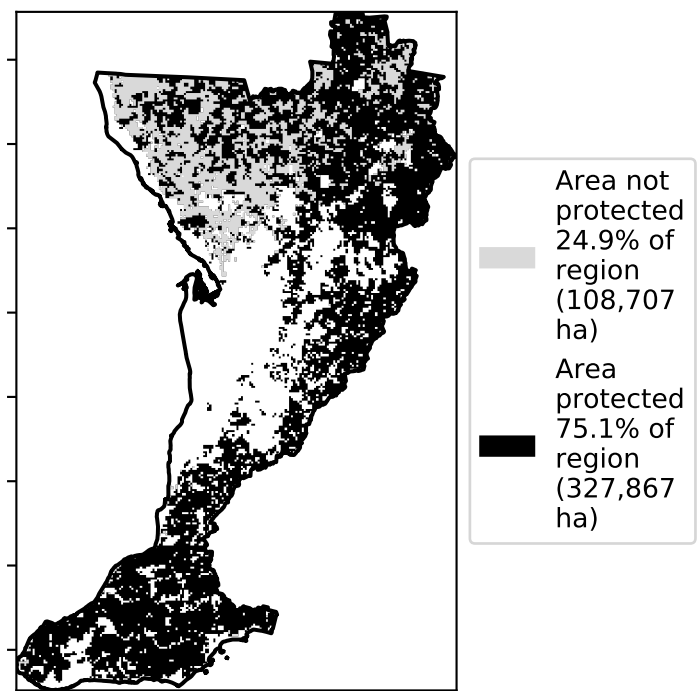 Area not
protected
24.9% of
region
(108,707
ha)
Area
protected
75.1% of
region
(327,867
ha)